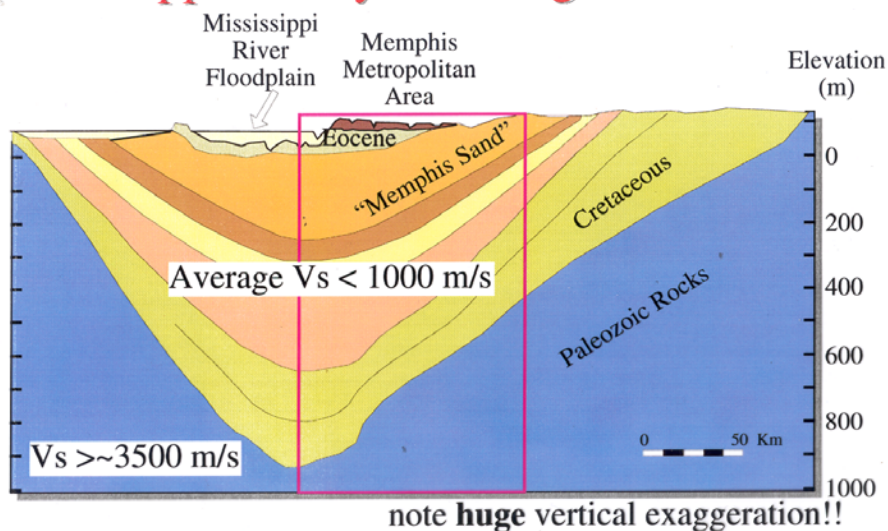 Mississippi
River
Floodplain
Memphis
Metropolitan
Area
Elevation
(m)
Eocene
“Memphis Sand”
Cretaceous
Paleozoic Rocks
Average Vs < 1000 m/s
Vs >~3500 m/s
0
200
400
600
800
1000
0 50 Km
note huge vertical exaggeration!!